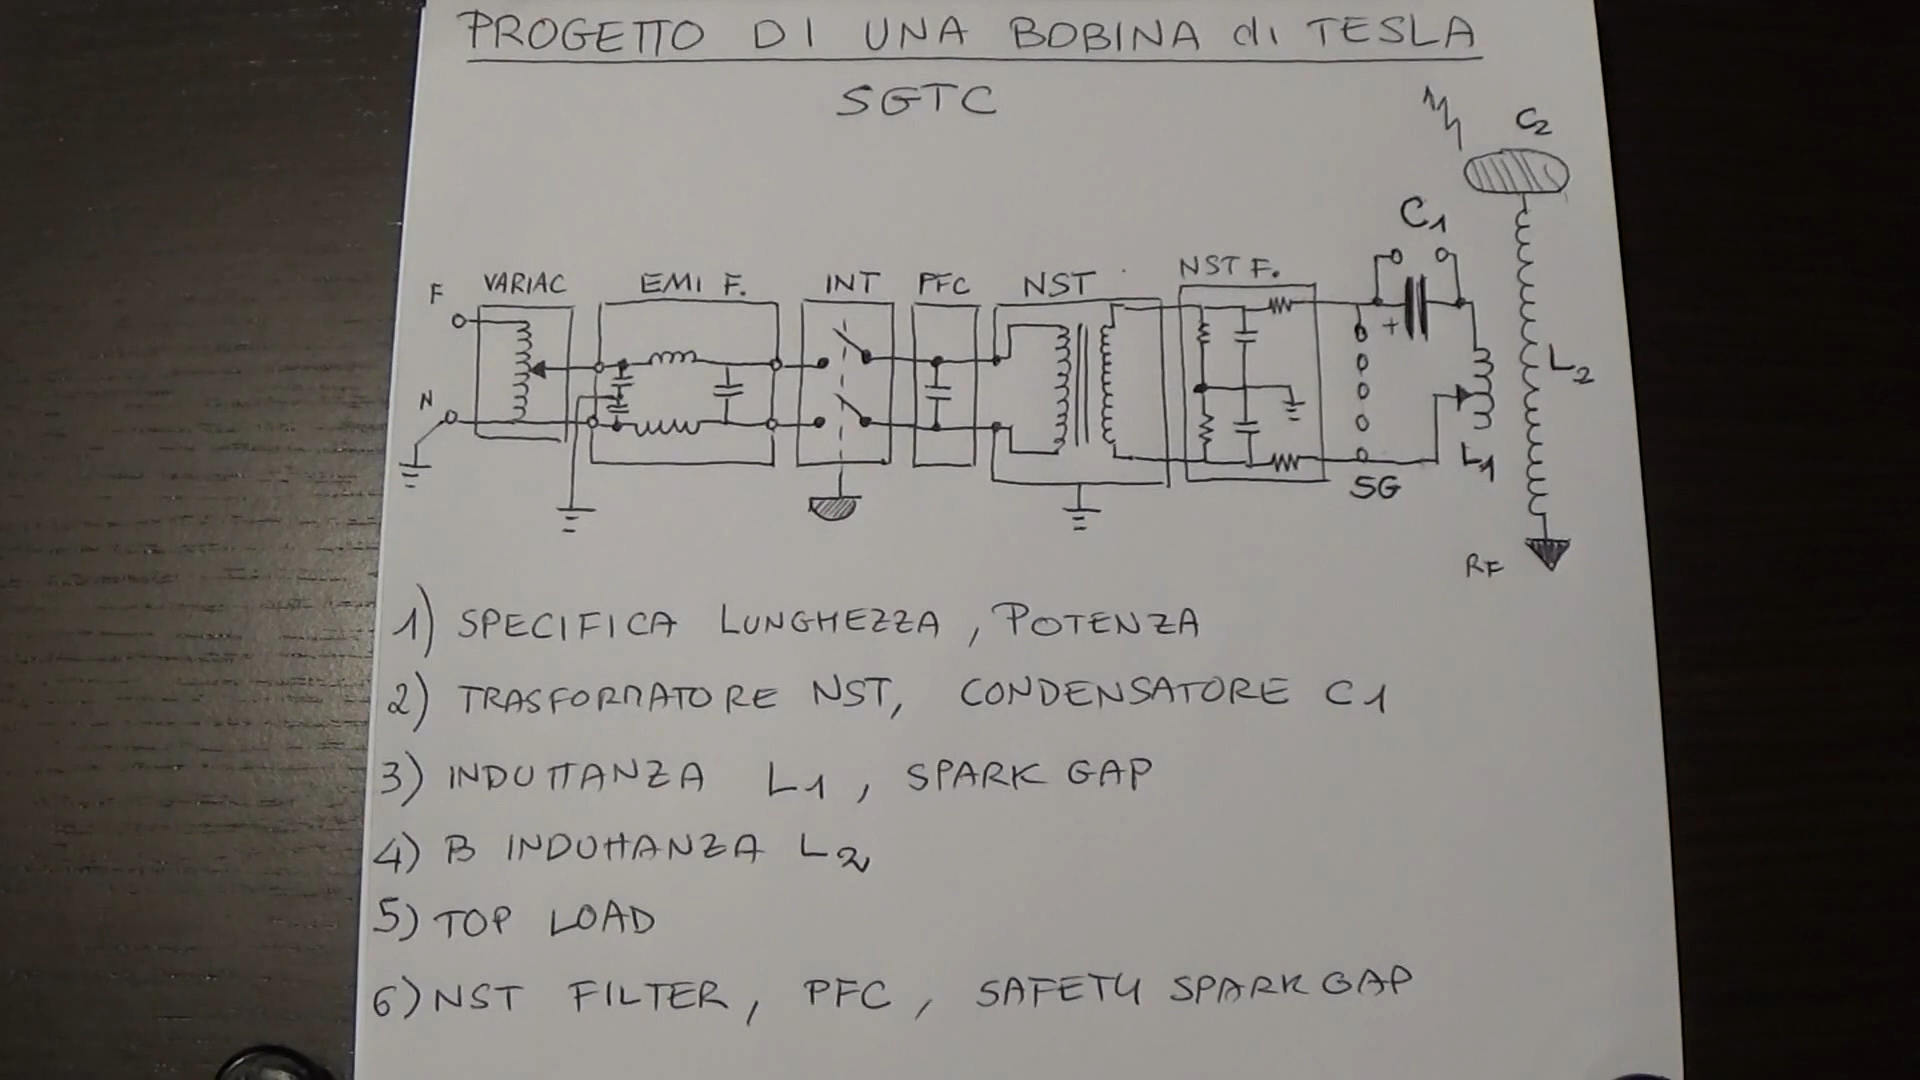 PROGETTO DI UNA BOBINA di TESLA
SGTC
C2
C1
F VARIAC EMI F. INT PFC NST NST F.
+
L2
N
L1
SG
RF
1) SPECIFICA LUNGHEZZA, POTENZA
2) TRASFORMATORE NST, CONDENSATORE C1
3) INDUTTANZA L1, SPARK GAP
4) B INDUTTANZA L2
5) TOP LOAD
6) NST FILTER, PFC, SAFETY SPARK GAP